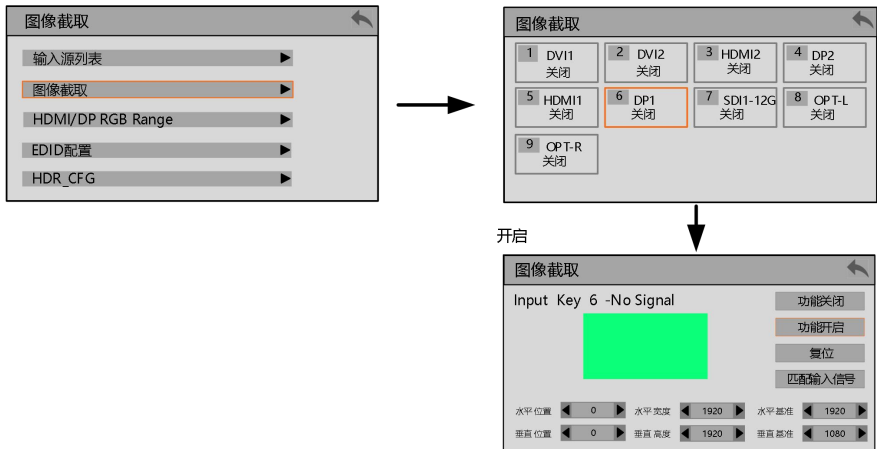 图像截取
输入源列表
图像截取
HDMI/DP RGB Range
EDID配置
HDR_CFG
图像截取
1 DVI1 关闭
2 DVI2 关闭
3 HDMI2 关闭
4 DP2 关闭
5 HDMI1 关闭
6 DP1 关闭
7 SDI1-12G 关闭
8 OPT-L 关闭
9 OPT-R 关闭
开启
图像截取
Input Key 6 -No Signal
功能关闭
功能开启
复位
匹配输入信号
水平位置 0 水平宽度 1920 水平基准 1920
垂直位置 0 垂直高度 1920 垂直基准 1080